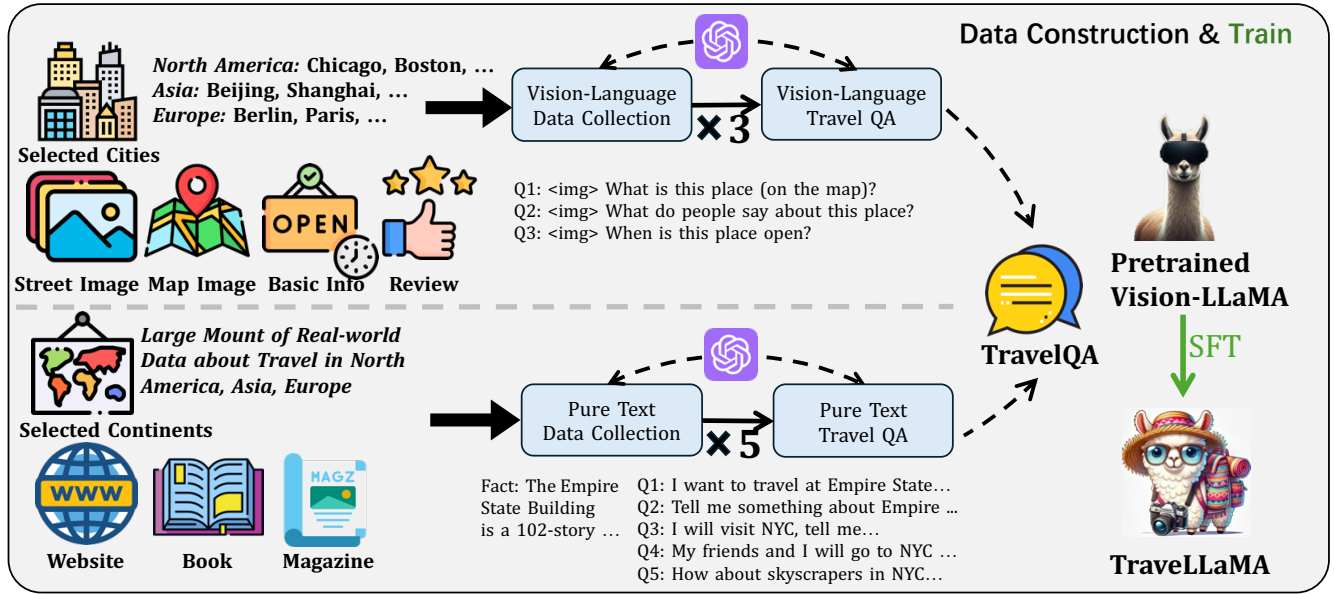 Data Construction & Train
North America: Chicago, Boston, …
Asia: Beijing, Shanghai, …
Europe: Berlin, Paris, …
Selected Cities
Vision-Language
Data Collection
×3
Vision-Language
Travel QA
Q1: <img> What is this place (on the map)?
Q2: <img> What do people say about this place?
Q3: <img> When is this place open?
OPEN
Street Image
Map Image
Basic Info
Review
Large Mount of Real-world
Data about Travel in North
America, Asia, Europe
Selected Continents
Pure Text
Data Collection
×5
Pure Text
Travel QA
WWW
MAGZ
Website
Book
Magazine
Fact: The Empire
State Building
is a 102-story …
Q1: I want to travel at Empire State…
Q2: Tell me something about Empire ...
Q3: I will visit NYC, tell me…
Q4: My friends and I will go to NYC …
Q5: How about skyscrapers in NYC…
TravelQA
Pretrained
Vision-LLaMA
SFT
TraveLLaMA